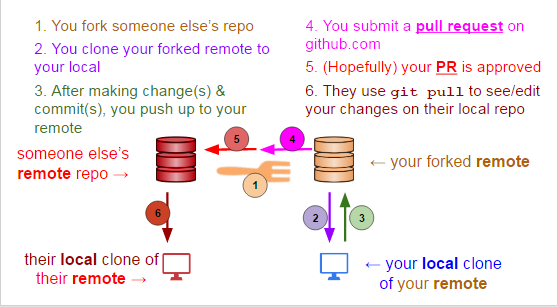 1. You fork someone else's repo
2. You clone your forked remote to
your local
3. After making change(s) &
commit(s), you push up to your
remote
4. You submit a pull request on
github.com
5. (Hopefully) your PR is approved
6. They use git pull to see/edit
your changes on their local repo
someone else's
remote repo →
5
4
1
← your forked remote
6
2
3
their local clone of
their remote →
← your local clone
of your remote